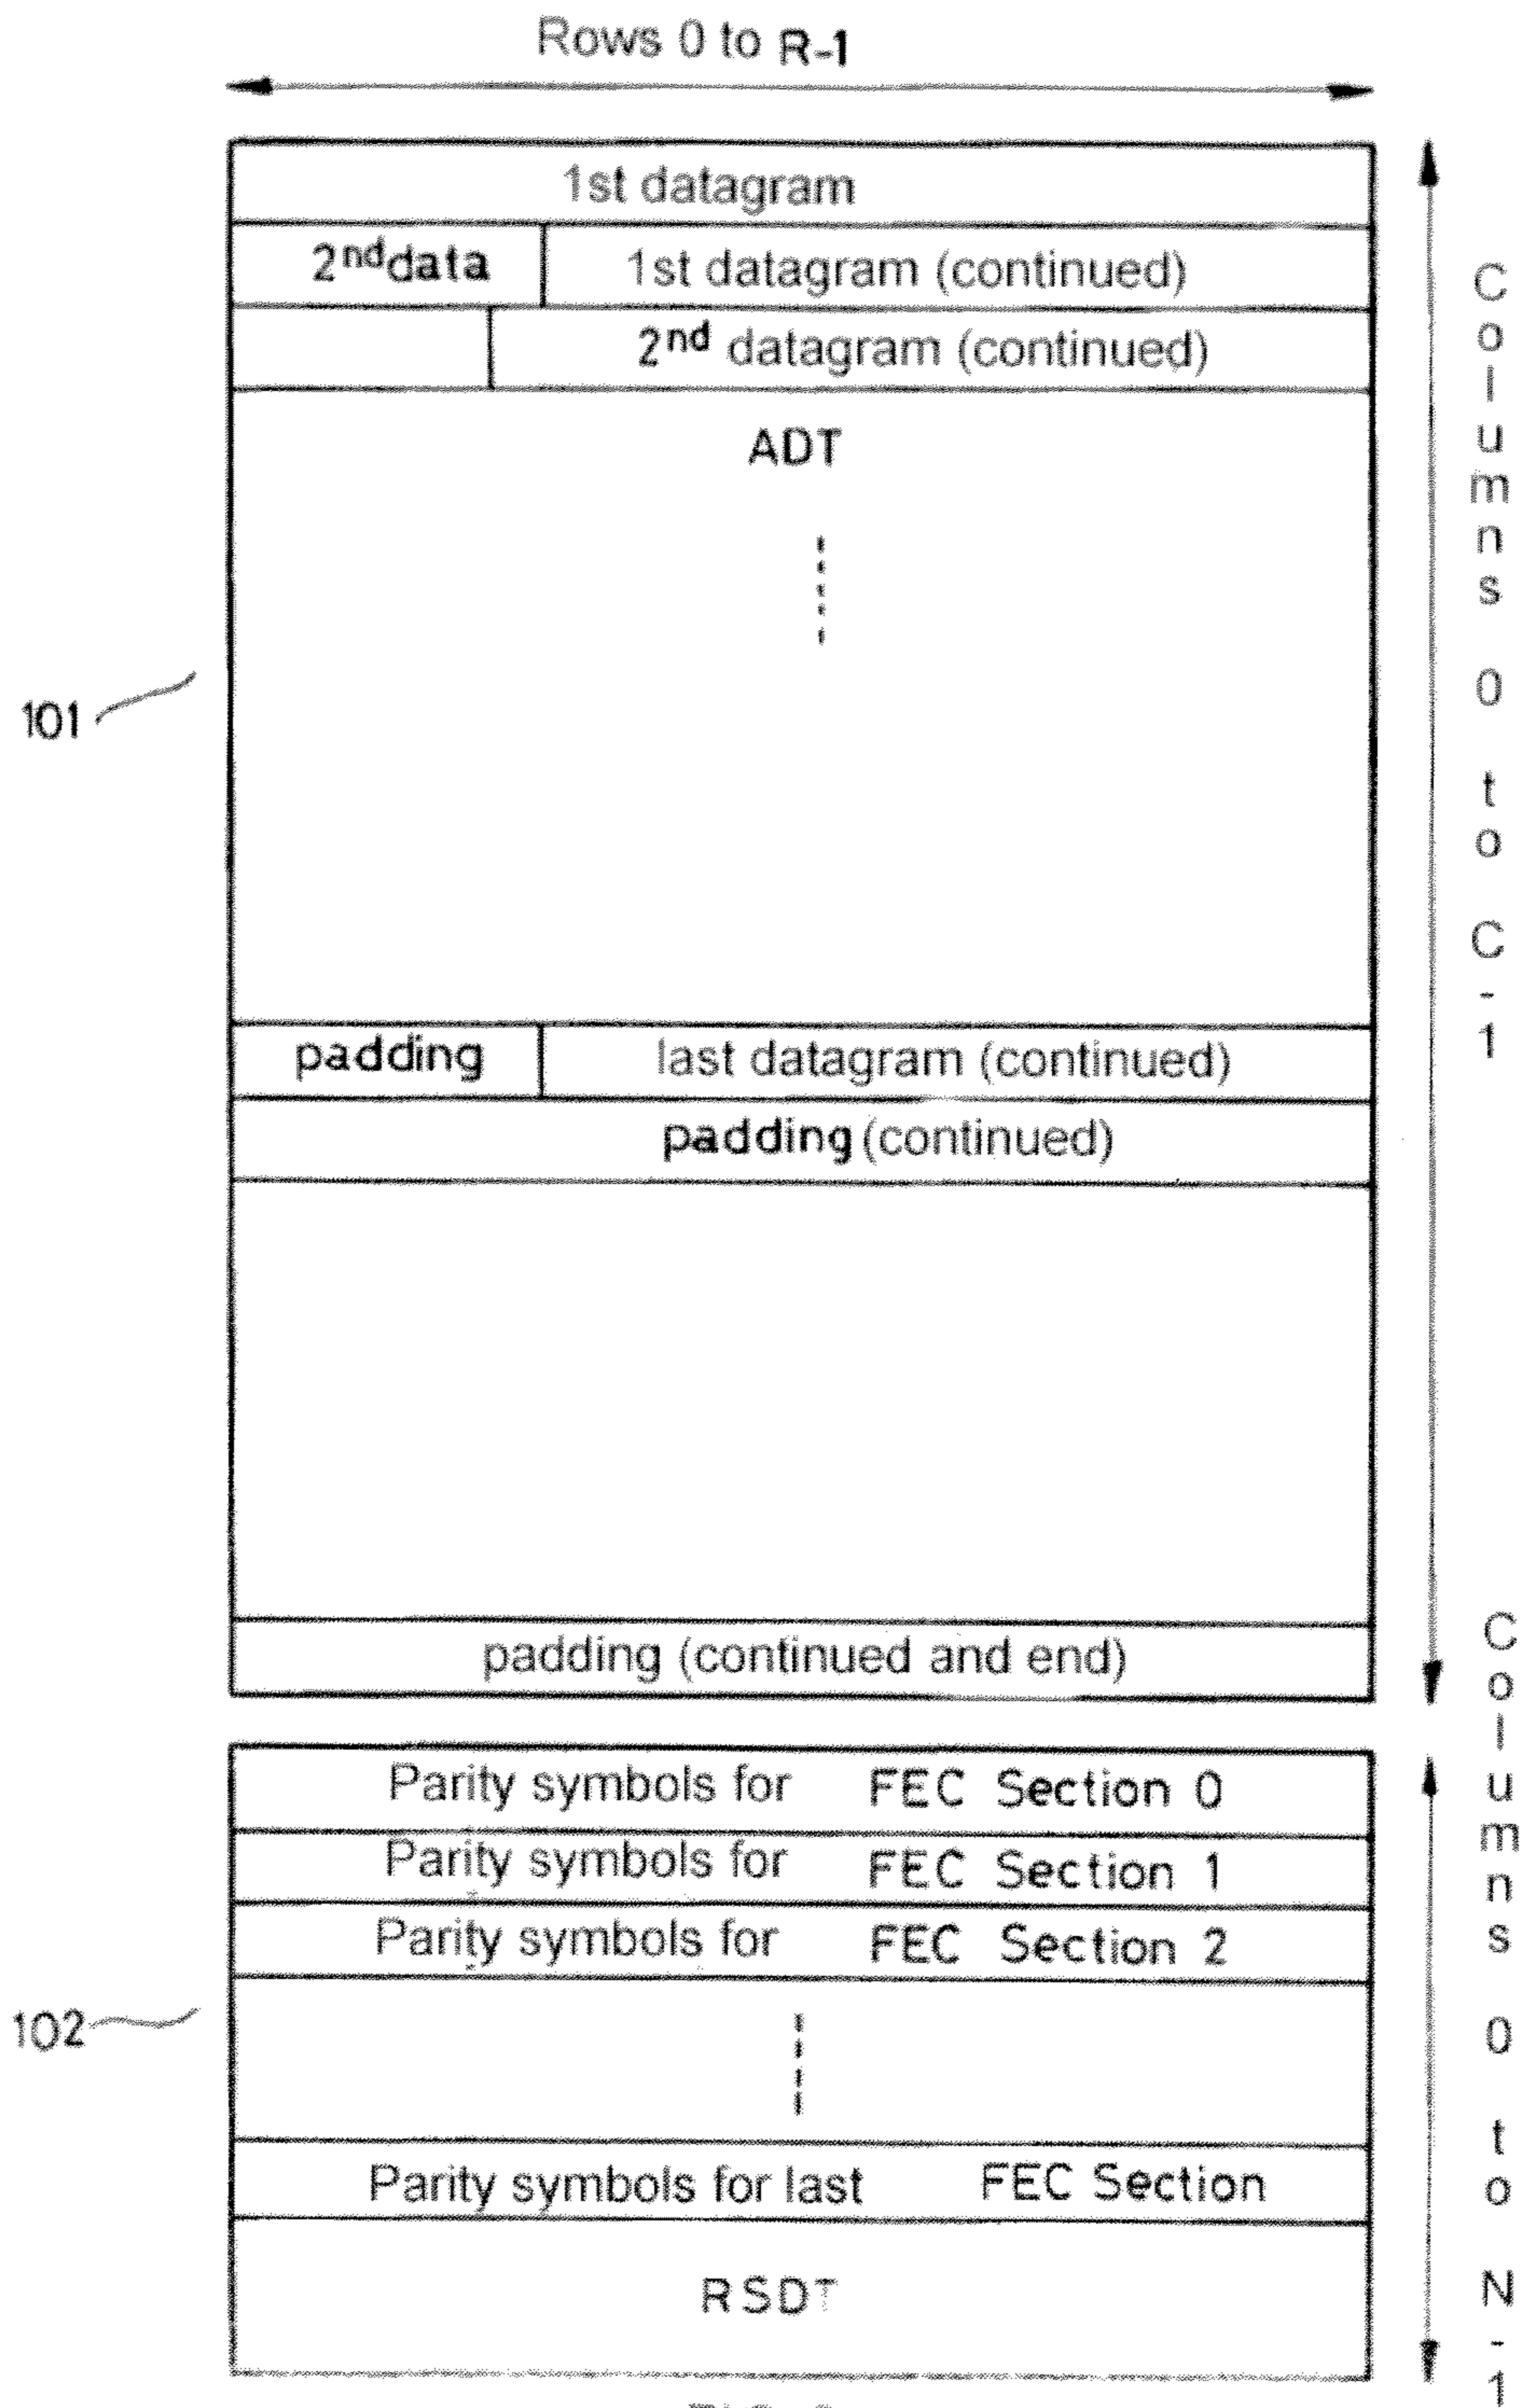 Rows 0 to R-1
1st datagram
2nd data
1st datagram (continued)
2nd datagram (continued)
ADT
101
padding
last datagram (continued)
padding (continued)
padding (continued and end)
Columns 0 to C-1
Parity symbols for FEC Section 0
Parity symbols for FEC Section 1
Parity symbols for FEC Section 2
102
Parity symbols for last FEC Section
RSDT
Columns 0 to N-1